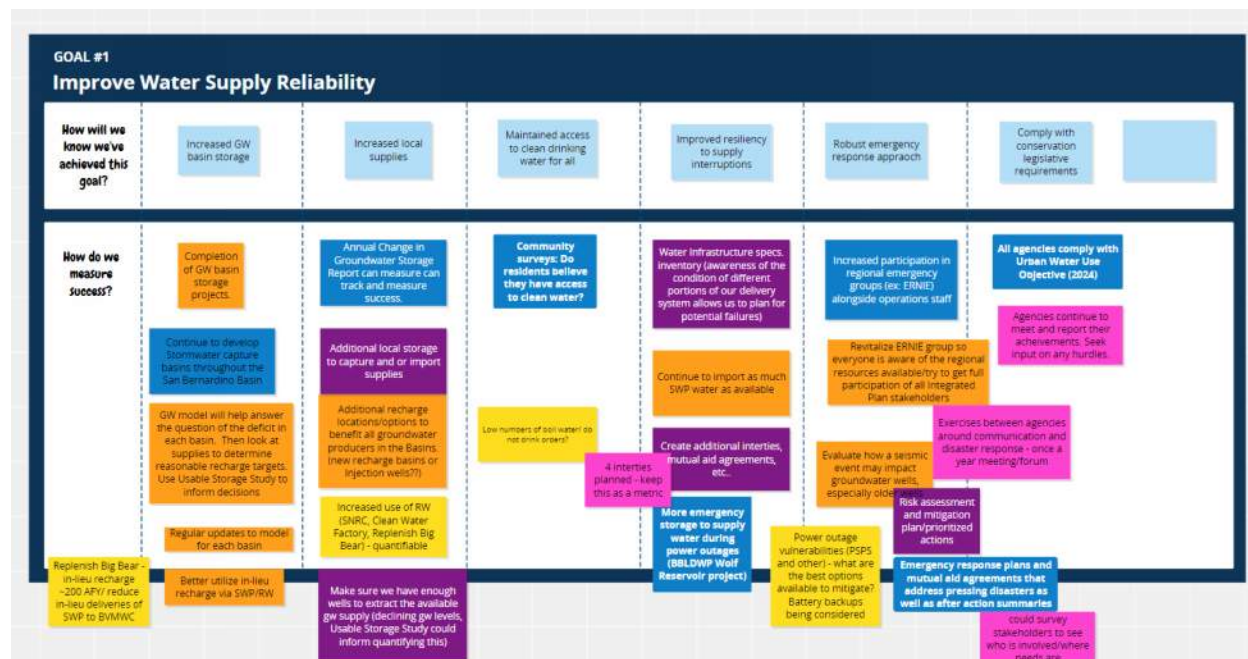 GOAL #1
Improve Water Supply Reliability
How will we
know we've
achieved this
goal?
Increased GW
basin storage
Increased local
supplies
Maintained access
to clean drinking
water for all
Improved resiliency
to supply
interruptions
Robust emergency
response appraoch
Comply with
conservation
legislative
requirements
How do we
measure
success?
Completion
of GW basin
storage
projects.
Continue to develop
Stormwater capture
basins throughout the
San Bernardino Basin
GW model will help answer
the question of the deficit in
each basin. Then look at
supplies to determine
reasonable recharge targets.
Use Usable Storage Study to
inform decisions
Regular updates to model
for each basin
Replenish Big Bear -
in-lieu recharge
~200 AFY/ reduce
in-lieu deliveries of
SWP to BVMWC
Better utilize in-lieu
recharge via SWP/RW
Annual Change in
Groundwater Storage
Report can measure can
track and measure
success.
Additional local storage
to capture and or import
supplies
Additional recharge
locations/options to
benefit all groundwater
producers in the Basins.
(new recharge basins or
Injection wells??)
Increased use of RW
(SNRC, Clean Water
Factory, Replenish Big
Bear) - quantifiable
Make sure we have enough
wells to extract the available
gw supply (declining gw levels,
Usable Storage Study could
inform quantifying this)
Community
surveys: Do
residents believe
they have access
to clean water?
Low numbers of boil water/ do
not drink orders?
Water Infrastructure specs.
inventory (awareness of the
condition of different
portions of our delivery
system allows us to plan for
potential failures)
Continue to import as much
SWP water as available
Create additional interties,
mutual aid agreements,
etc..
4 interties
planned - keep
this as a metric
More emergency
storage to supply
water during
power outages
(BBLDWP Wolf
Reservoir project)
Increased participation in
regional emergency
groups (ex: ERNIE)
alongside operations staff
Revitalize ERNIE group so
everyone is aware of the regional
resources available/try to get full
participation of all Integrated
Plan stakeholders
Evaluate how a seismic
event may impact
groundwater wells,
especially older wells
Power outage
vulnerabilities (PSPS
and other) - what are
the best options
available to mitigate?
Battery backups
being considered
All agencies comply with
Urban Water Use
Objective (2024)
Agencies continue to
meet and report their
acheivements. Seek
input on any hurdles.
Exercises between agencies
around communication and
disaster response - once a
year meeting/forum
Risk assessment
and mitigation
plan/prioritized
actions
Emergency response plans and
mutual aid agreements that
address pressing disasters
as well as after action summaries
could survey
stakeholders to see
who is involved/where
needs are